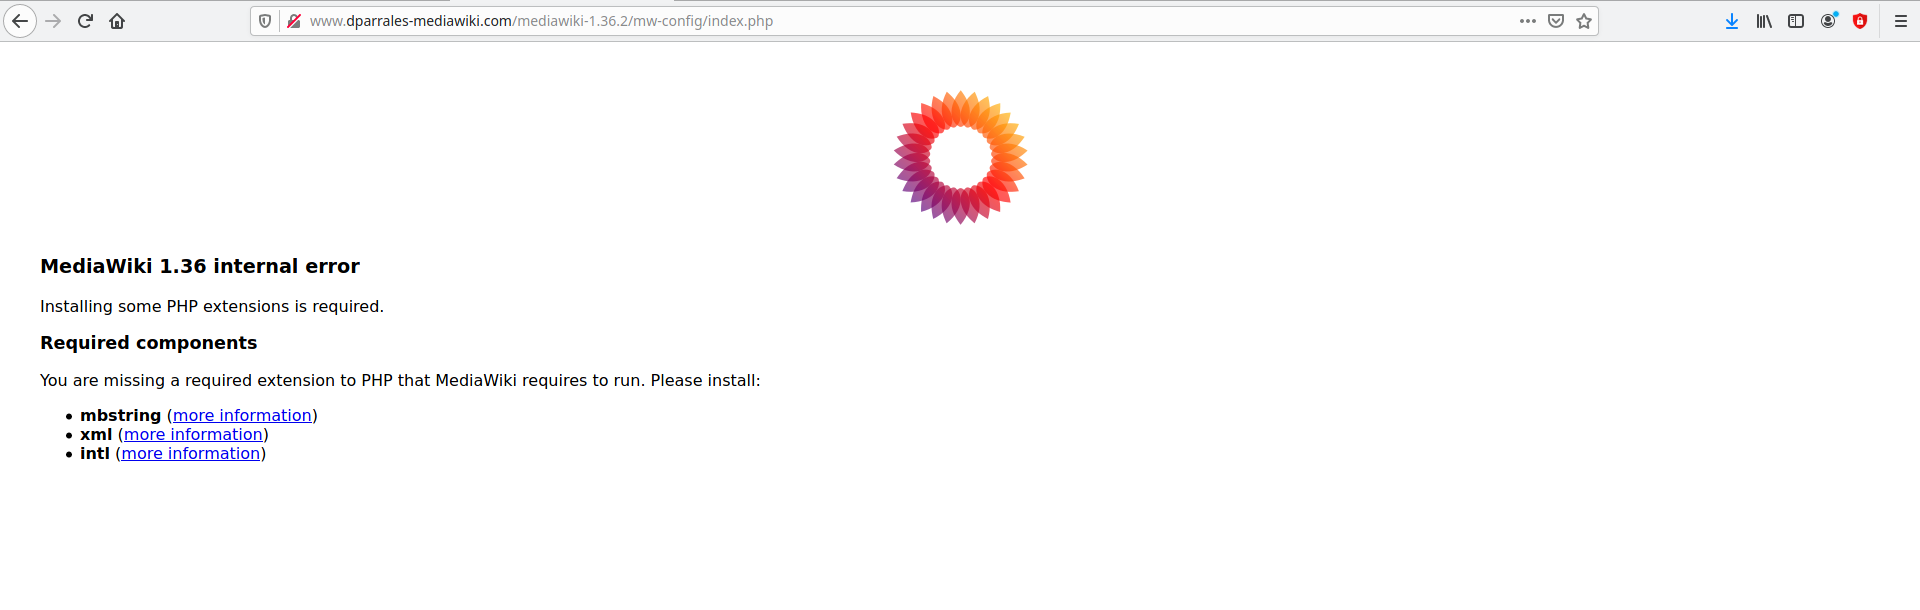 www.dparrales-mediawiki.com/mediawiki-1.36.2/mw-config/index.php
MediaWiki 1.36 internal error
Installing some PHP extensions is required.
Required components
You are missing a required extension to PHP that MediaWiki requires to run. Please install:
• mbstring (more information)
• xml (more information)
• intl (more information)